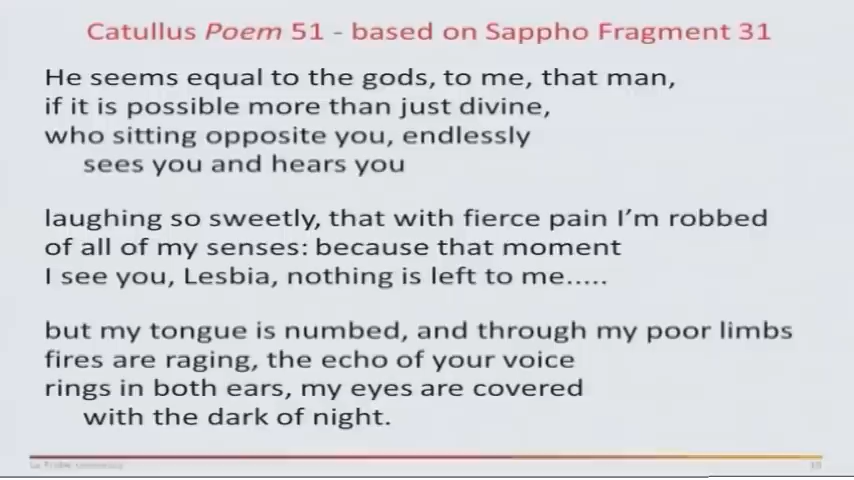 Catullus Poem 51 - based on Sappho Fragment 31
He seems equal to the gods, to me, that man,
if it is possible more than just divine,
who sitting opposite you, endlessly
sees you and hears you
laughing so sweetly, that with fierce pain I’m robbed
of all of my senses: because that moment
I see you, Lesbia, nothing is left to me.....
but my tongue is numbed, and through my poor limbs
fires are raging, the echo of your voice
rings in both ears, my eyes are covered
with the dark of night.
La Trobe University